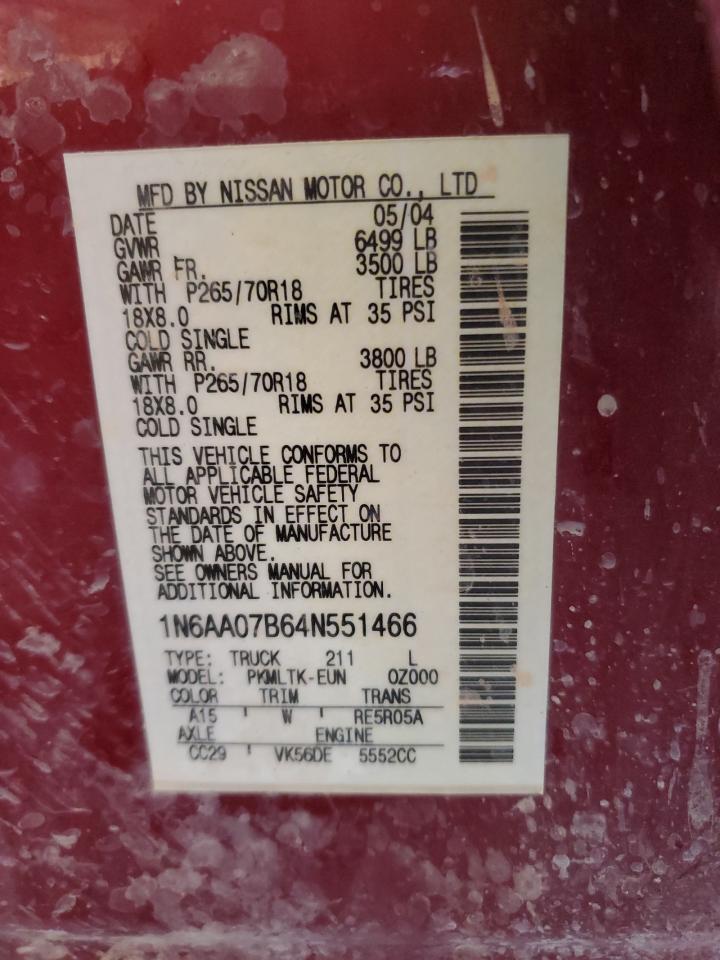 MFD BY NISSAN MOTOR CO., LTD
DATE 05/04
GVWR 6499 LB
GAWR FR. 3500 LB
WITH P265/70R18 TIRES
18X8.0 RIMS AT 35 PSI
COLD SINGLE
GAWR RR. 3800 LB
WITH P265/70R18 TIRES
18X8.0 RIMS AT 35 PSI
COLD SINGLE
THIS VEHICLE CONFORMS TO
ALL APPLICABLE FEDERAL
MOTOR VEHICLE SAFETY
STANDARDS IN EFFECT ON
THE DATE OF MANUFACTURE
SHOWN ABOVE.
SEE OWNERS MANUAL FOR
ADDITIONAL INFORMATION.
1N6AA07B64N551466
TYPE: TRUCK 211 L
MODEL: PKMLTK-EUN 0Z000
COLOR TRIM TRANS
A15 W RE5R05A
AXLE ENGINE
CC29 VK56DE 5552CC